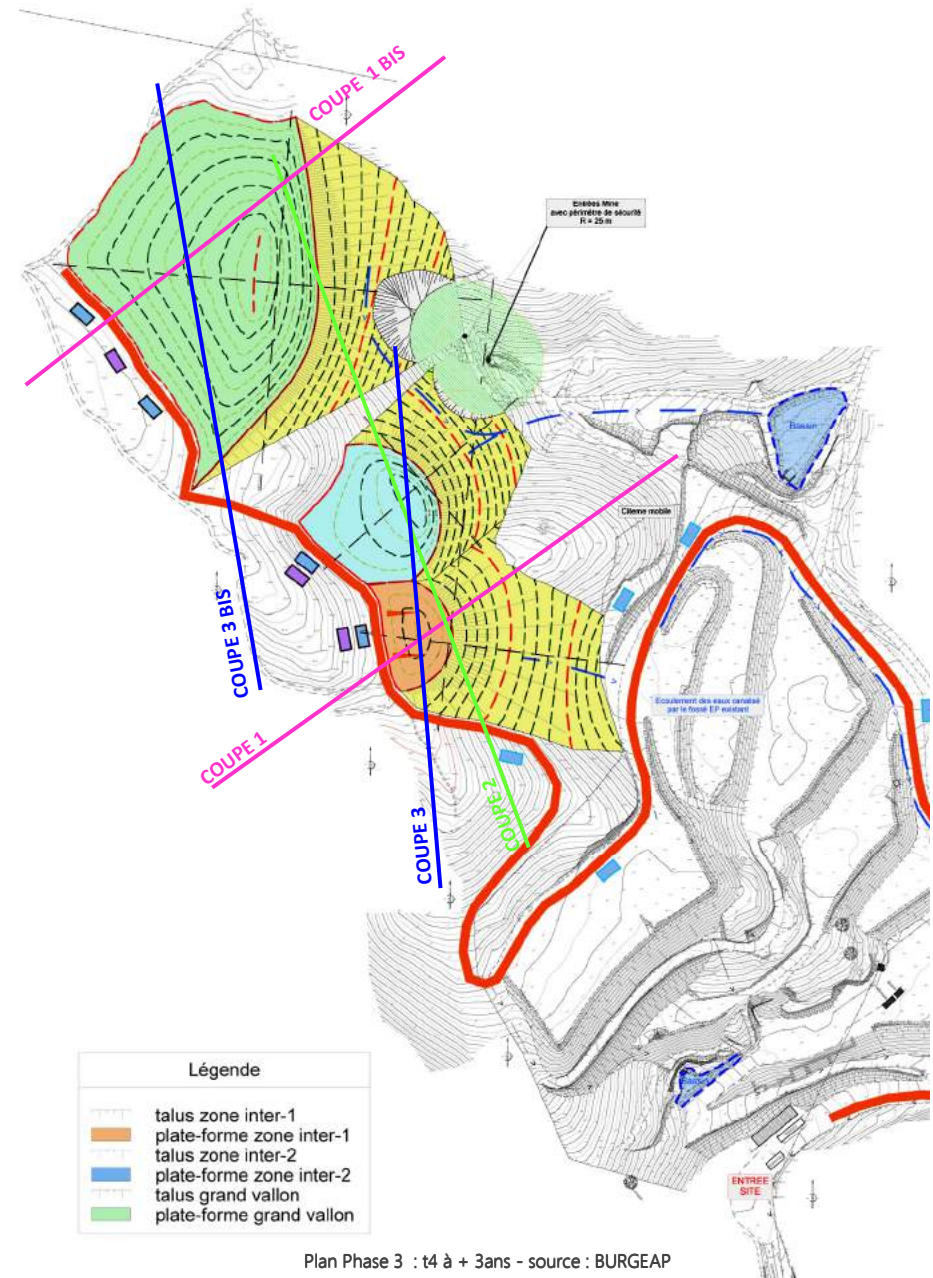 COUPE 1 BIS
Entrées Mine
avec périmètre de sécurité
R = 25 m
Bassin
Citerne mobile
COUPE 3 BIS
Ecoulement des eaux canalisé
par le fossé EP existant
COUPE 1
COUPE 2
COUPE 3
Bassin
ENTREE
SITE
Légende
talus zone inter-1
plate-forme zone inter-1
talus zone inter-2
plate-forme zone inter-2
talus grand vallon
plate-forme grand vallon
Plan Phase 3 : t4 à + 3ans - source : BURGEAP